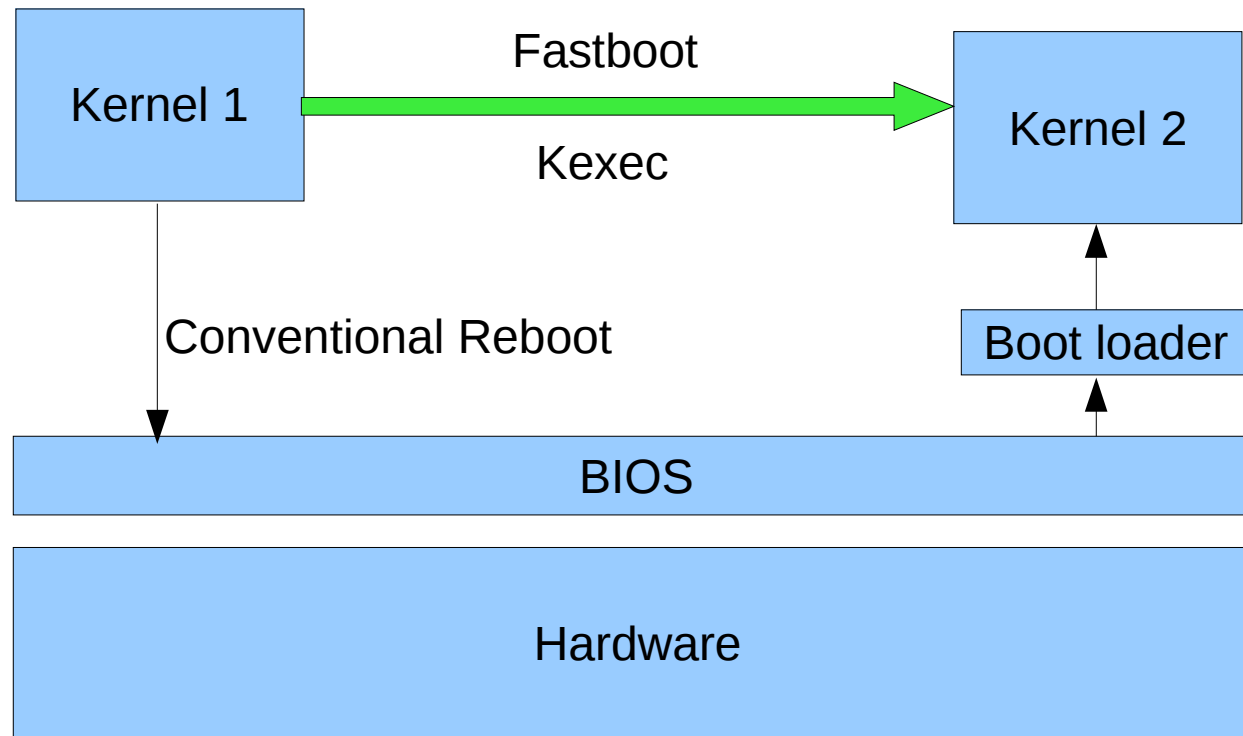 Fastboot
Kernel 1
Kernel 2
Kexec
Conventional Reboot
Boot loader
BIOS
Hardware